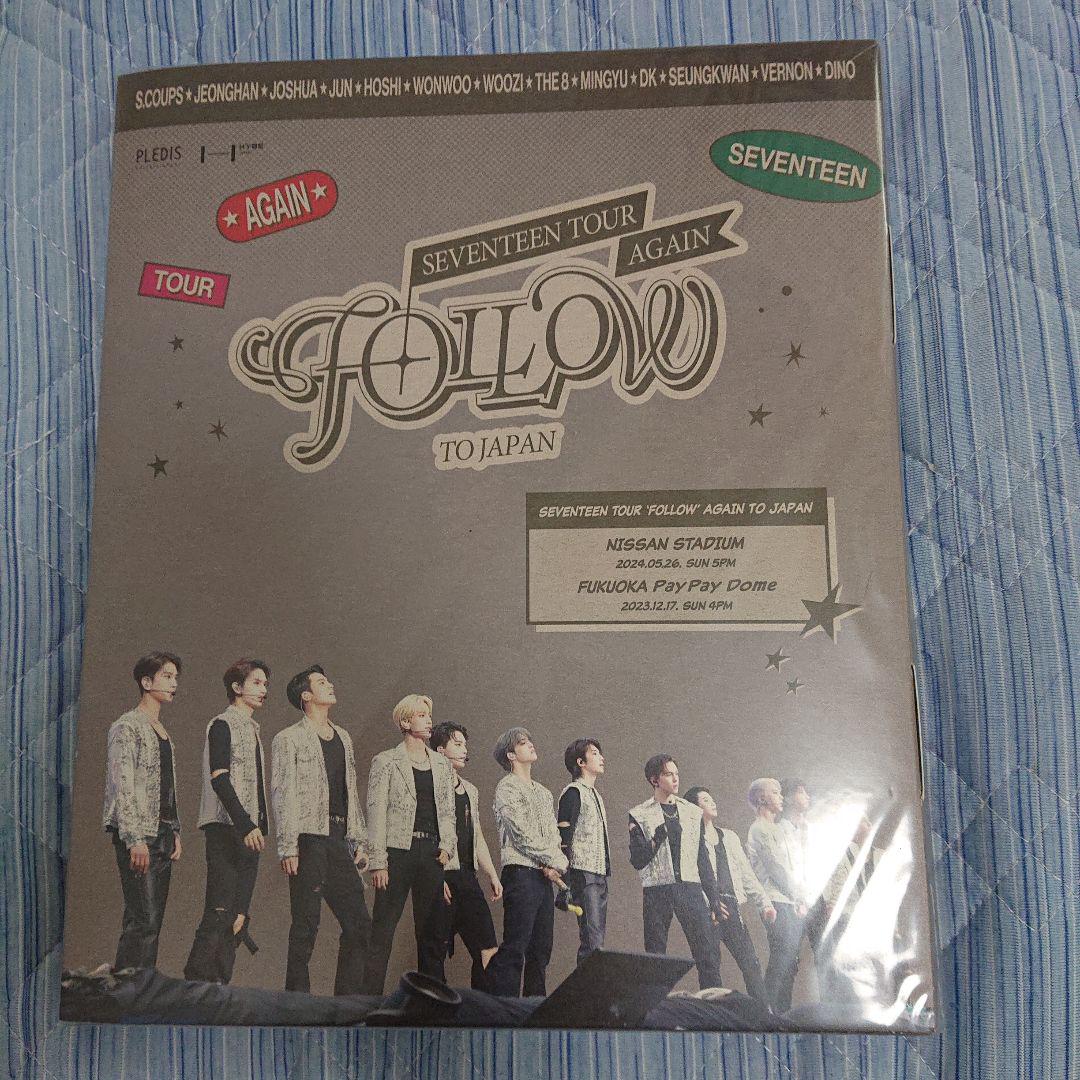 S.COUPS★JEONGHAN★JOSHUA★JUN★HOSHI★WONWOO★WOOZI★THE 8★MINGYU★DK★SEUNGKWAN★VERNON★DINO
PLEDIS
HYBE
SEVENTEEN
★AGAIN★
TOUR
SEVENTEEN TOUR
AGAIN
FOLLOW
TO JAPAN
SEVENTEEN TOUR 'FOLLOW' AGAIN TO JAPAN
NISSAN STADIUM
2024.05.26. SUN 5PM
FUKUOKA PayPay Dome
2023.12.17. SUN 4PM